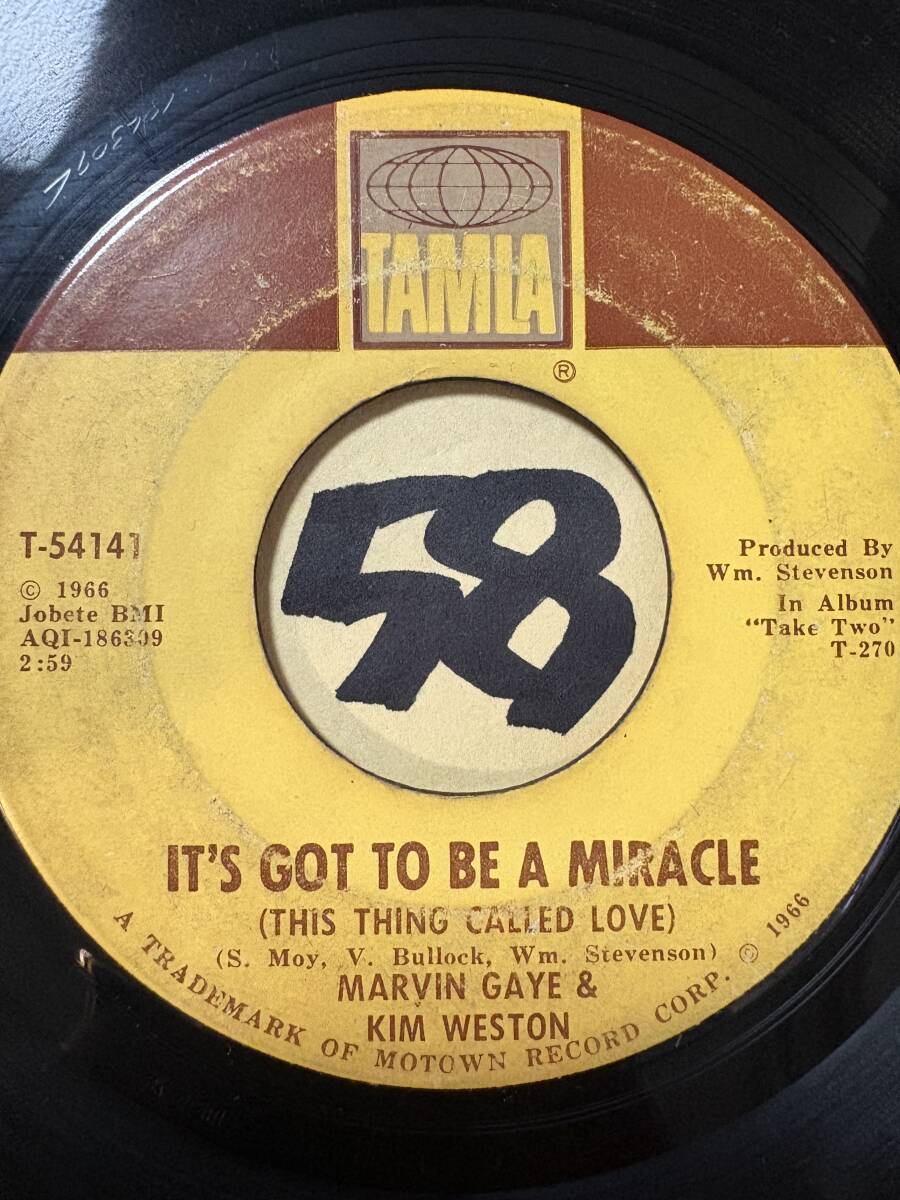 TAMLA
®
T-54141
© 1966
Jobete BMI
AQI-186309
2:59
Produced By
Wm. Stevenson
In Album
"Take Two"
T-270
IT'S GOT TO BE A MIRACLE
(THIS THING CALLED LOVE)
(S. Moy, V. Bullock, Wm. Stevenson)
MARVIN GAYE &
KIM WESTON
A TRADEMARK OF MOTOWN RECORD CORP. © 1966